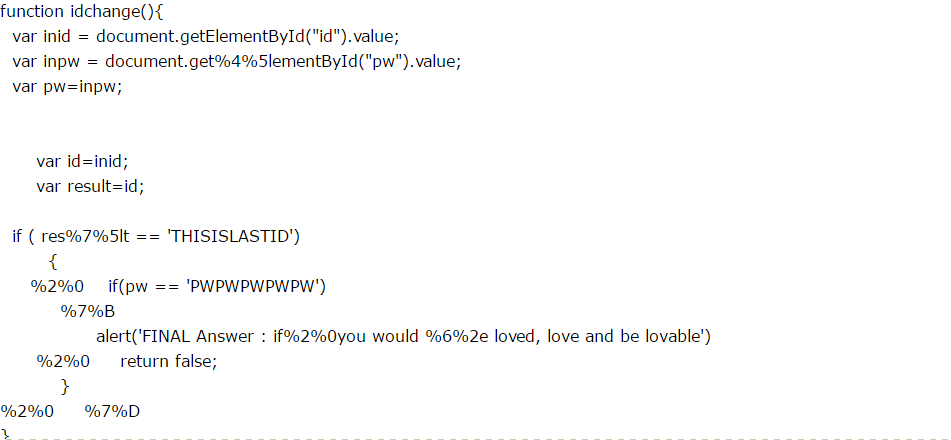 function idchange(){
var inid = document.getElementById("id").value;
var inpw = document.get%4%5lementById("pw").value;
var pw=inpw;
var id=inid;
var result=id;
if ( res%7%5lt == 'THISISLASTID')
{
%2%0 if(pw == 'PWPWPWPWPW')
%7%B
alert('FINAL Answer : if%2%0you would %6%2e loved, love and be lovable')
%2%0 return false;
}
%2%0 %7%D
}